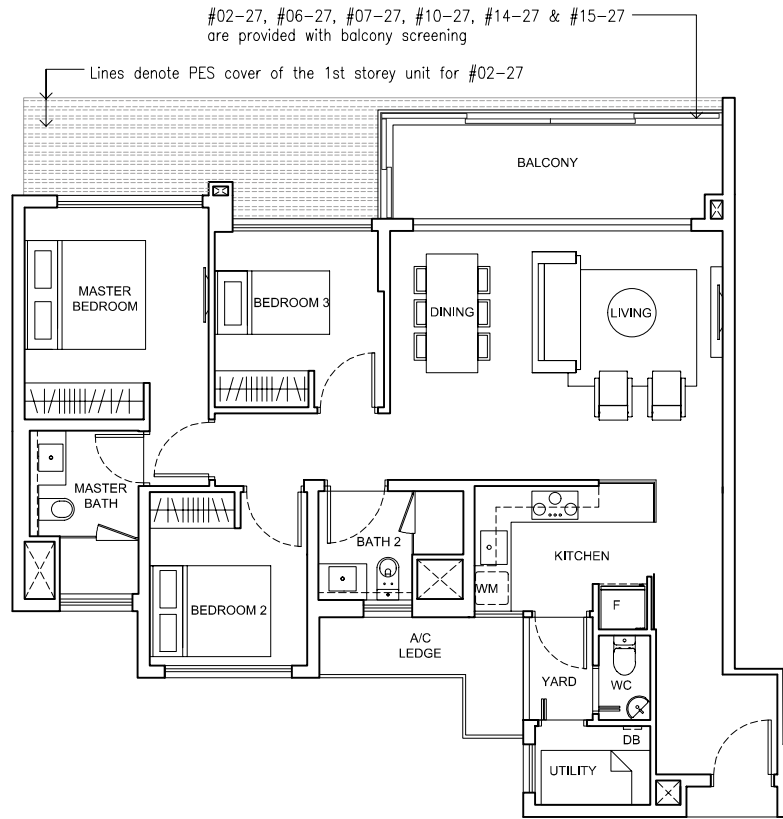 #02-27, #06-27, #07-27, #10-27, #14-27 & #15-27
are provided with balcony screening
Lines denote PES cover of the 1st storey unit for #02-27
BALCONY
MASTER
BEDROOM
BEDROOM 3
DINING
LIVING
MASTER
BATH
BATH 2
KITCHEN
WM
BEDROOM 2
F
A/C
LEDGE
YARD
WC
DB
UTILITY